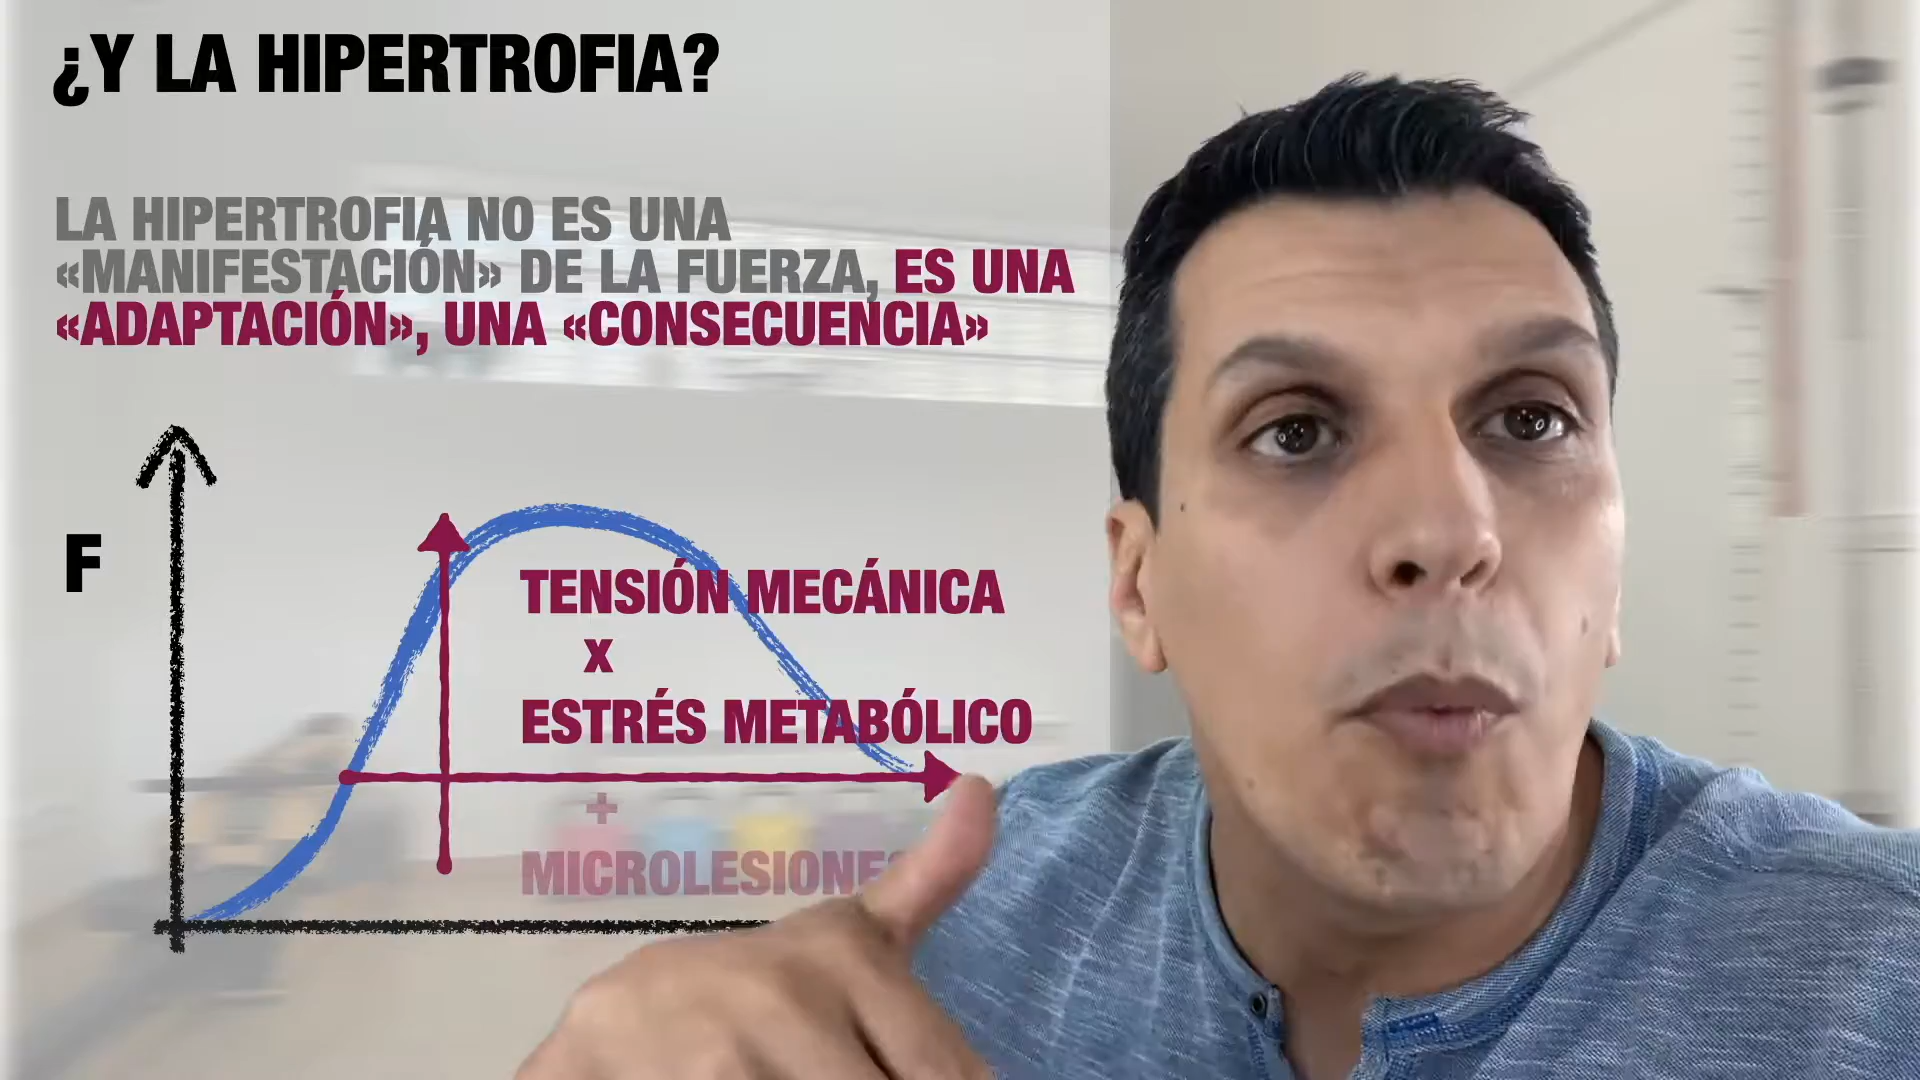 ¿Y LA HIPERTROFIA?
LA HIPERTROFIA NO ES UNA
«MANIFESTACIÓN» DE LA FUERZA, ES UNA
«ADAPTACIÓN», UNA «CONSECUENCIA»
F
TENSIÓN MECÁNICA
x
ESTRÉS METABÓLICO
+
MICROLESIONES